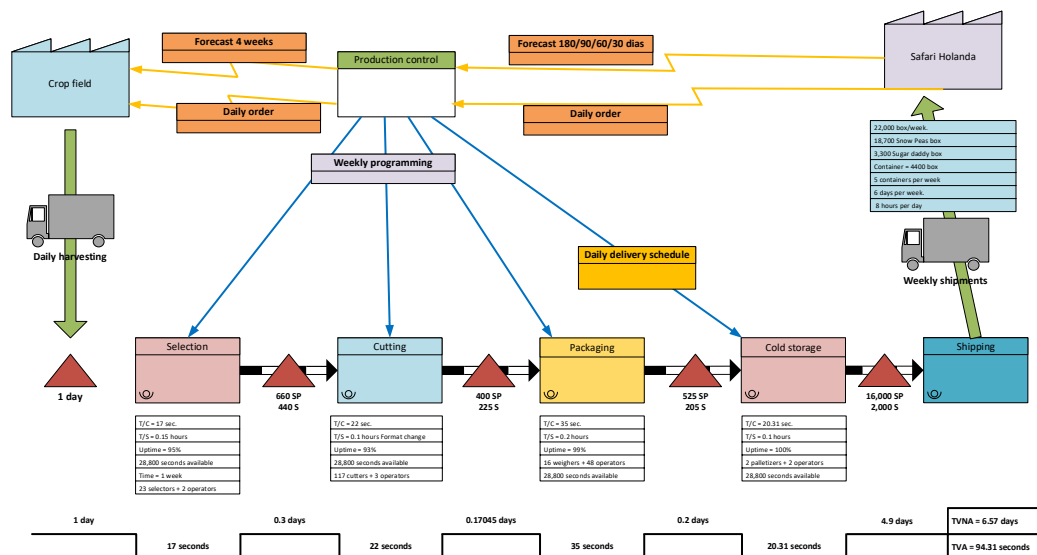 Forecast 4 weeks
Production control
Forecast 180/90/60/30 dias
Crop field
Safari Holanda
Daily order
Daily order
22,000 box/week.
18,700 Snow Peas box
3,300 Sugar daddy box
Container = 4400 box
5 containers per week
6 days per week.
8 hours per day
Weekly programming
Daily harvesting
Daily delivery schedule
Weekly shipments
Selection
Cutting
Packaging
Cold storage
Shipping
1 day
660 SP
440 S
400 SP
225 S
525 SP
205 S
16,000 SP
2,000 S
T/C = 17 sec.
T/S = 0.15 hours
Uptime = 95%
28,800 seconds available
Time = 1 week
23 selectors + 2 operators
T/C = 22 sec.
T/S = 0.1 hours Format change
Uptime = 93%
28,800 seconds available
117 cutters + 3 operators
T/C = 35 sec.
T/S = 0.2 hours
Uptime = 99%
16 weighers + 48 operators
28,800 seconds available
T/C = 20.31 sec.
T/S = 0.1 hours
Uptime = 100%
2 palletizers + 2 operators
28,800 seconds available
1 day
0.3 days
0.17045 days
0.2 days
4.9 days
TVNA = 6.57 days
17 seconds
22 seconds
35 seconds
20.31 seconds
TVA = 94.31 seconds